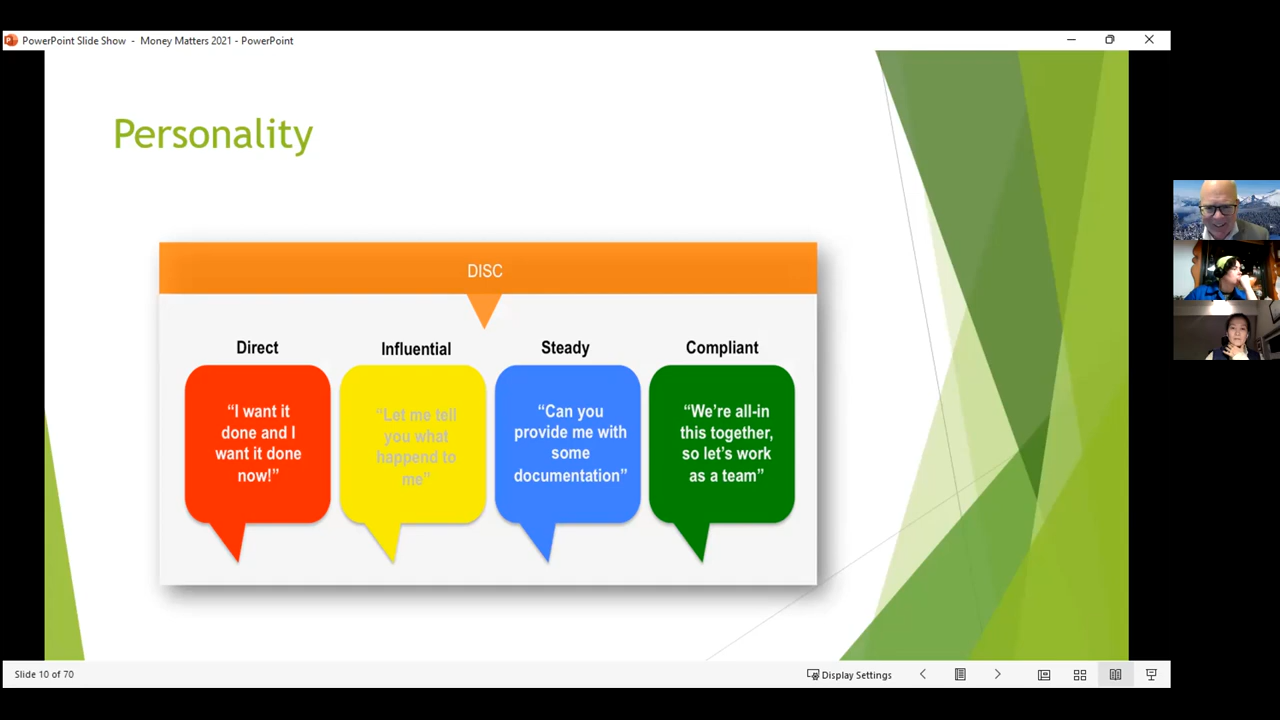 PowerPoint Slide Show - Money Matters 2021 - PowerPoint
Personality
DISC
Direct
Influential
Steady
Compliant
“I want it
done and I
want it done
now!”
“Let me tell
you what
happend to
me”
“Can you
provide me with
some
documentation”
“We’re all-in
this together,
so let’s work
as a team”
Slide 10 of 70
Display Settings